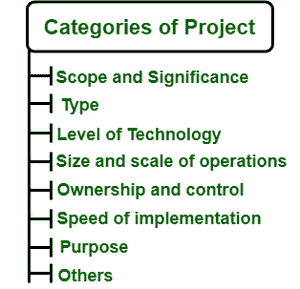 Categories of Project
Scope and Significance
Type
Level of Technology
Size and scale of operations
Ownership and control
Speed of implementation
Purpose
Others